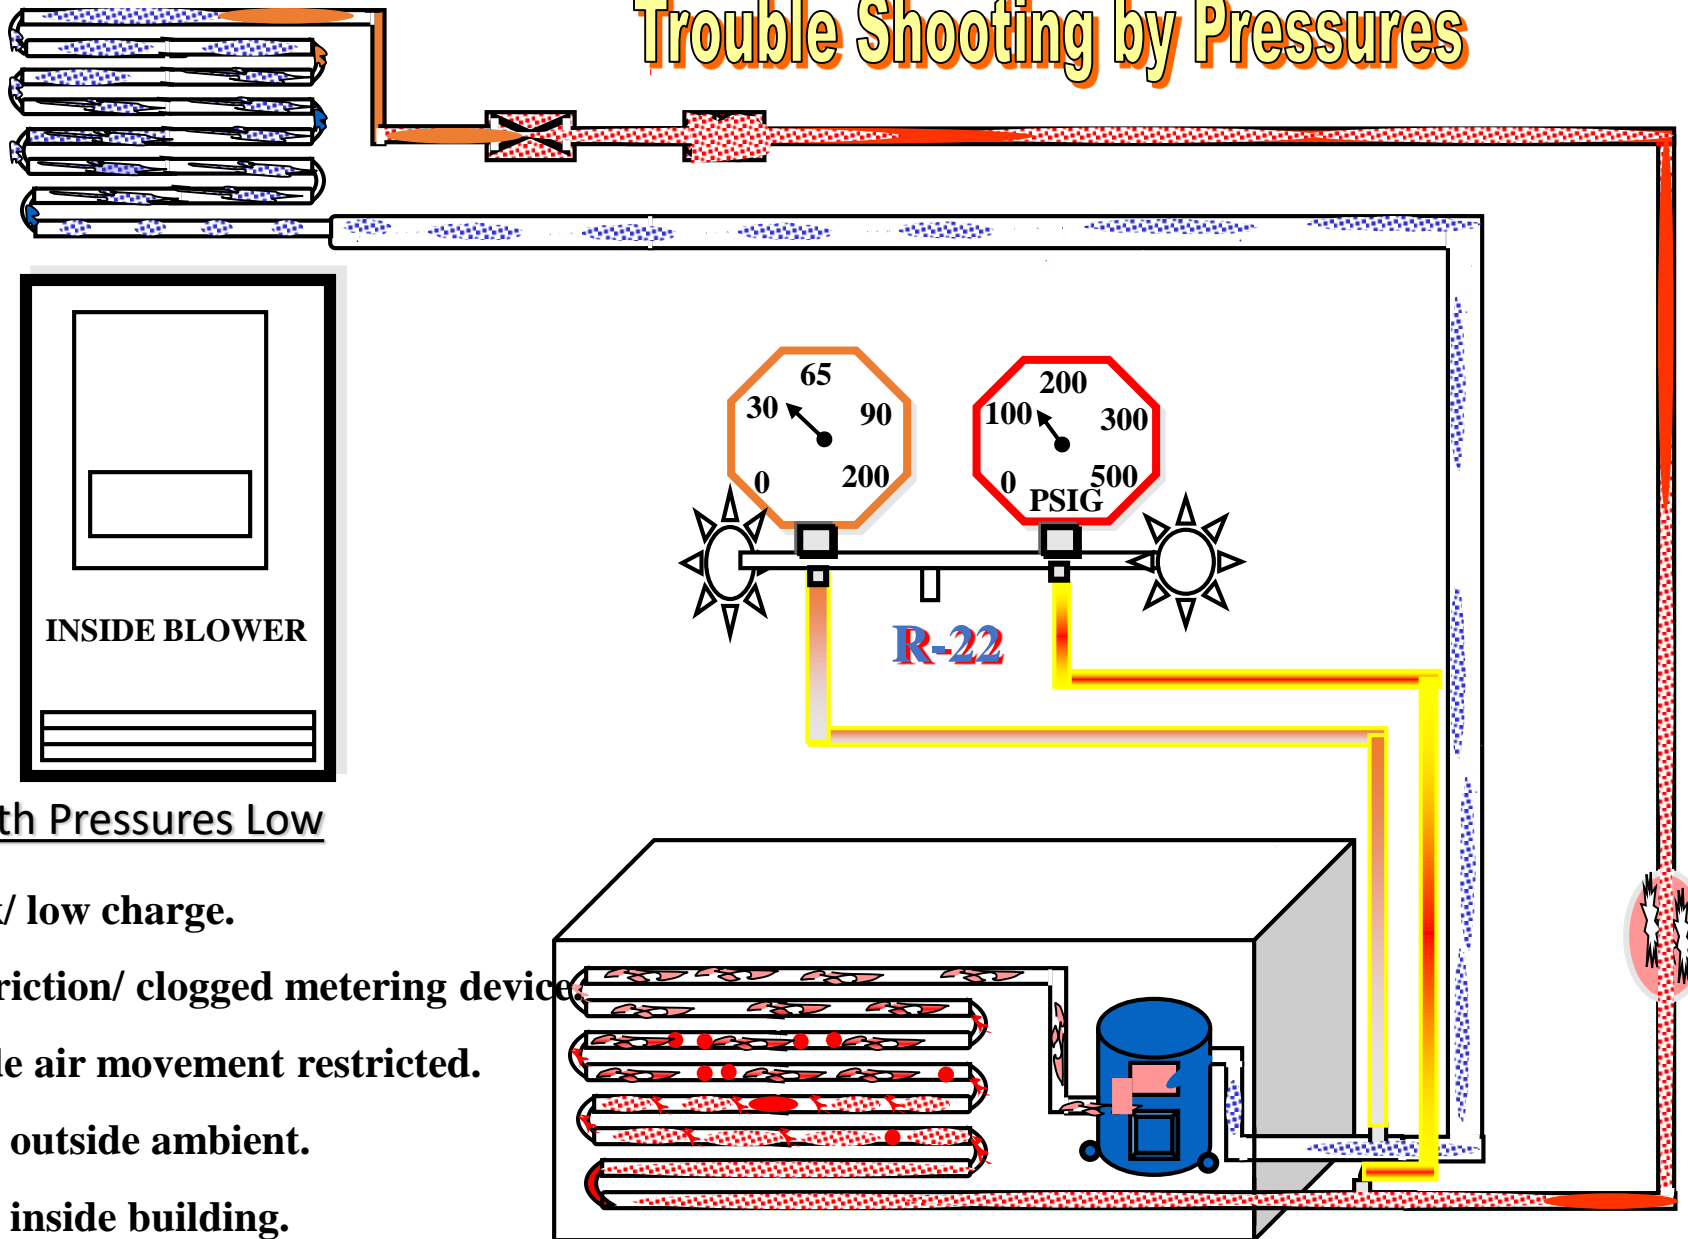 Trouble Shooting by Pressures
65
30
90
0
200
200
100
300
0
500
PSIG
INSIDE BLOWER
R-22
th Pressures Low
/ low charge.
riction/ clogged metering device.
le air movement restricted.
outside ambient.
inside building.